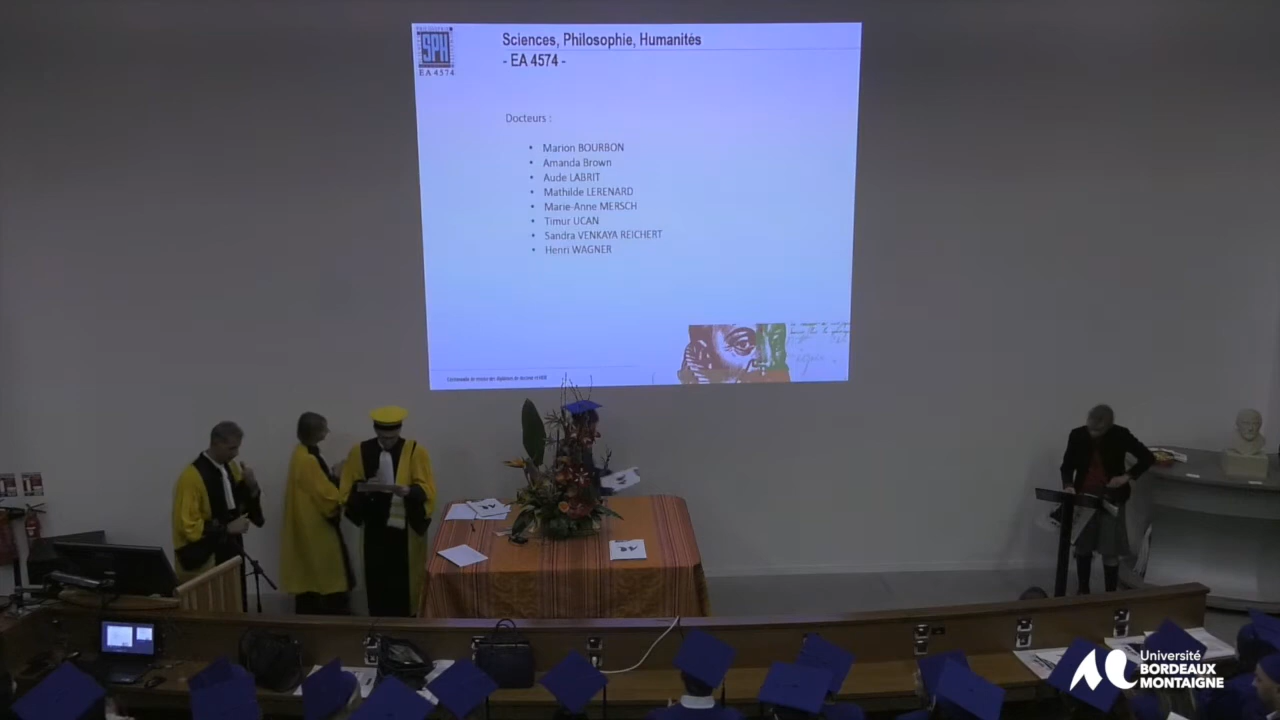 SPH
EA 4574
Sciences, Philosophie, Humanités
- EA 4574 -
Docteurs :
• Marion BOURBON
• Amanda Brown
• Aude LABRIT
• Mathilde LERENARD
• Marie-Anne MERSCH
• Timur UCAN
• Sandra VENKAYA REICHERT
• Henri WAGNER
Université
BORDEAUX
MONTAIGNE